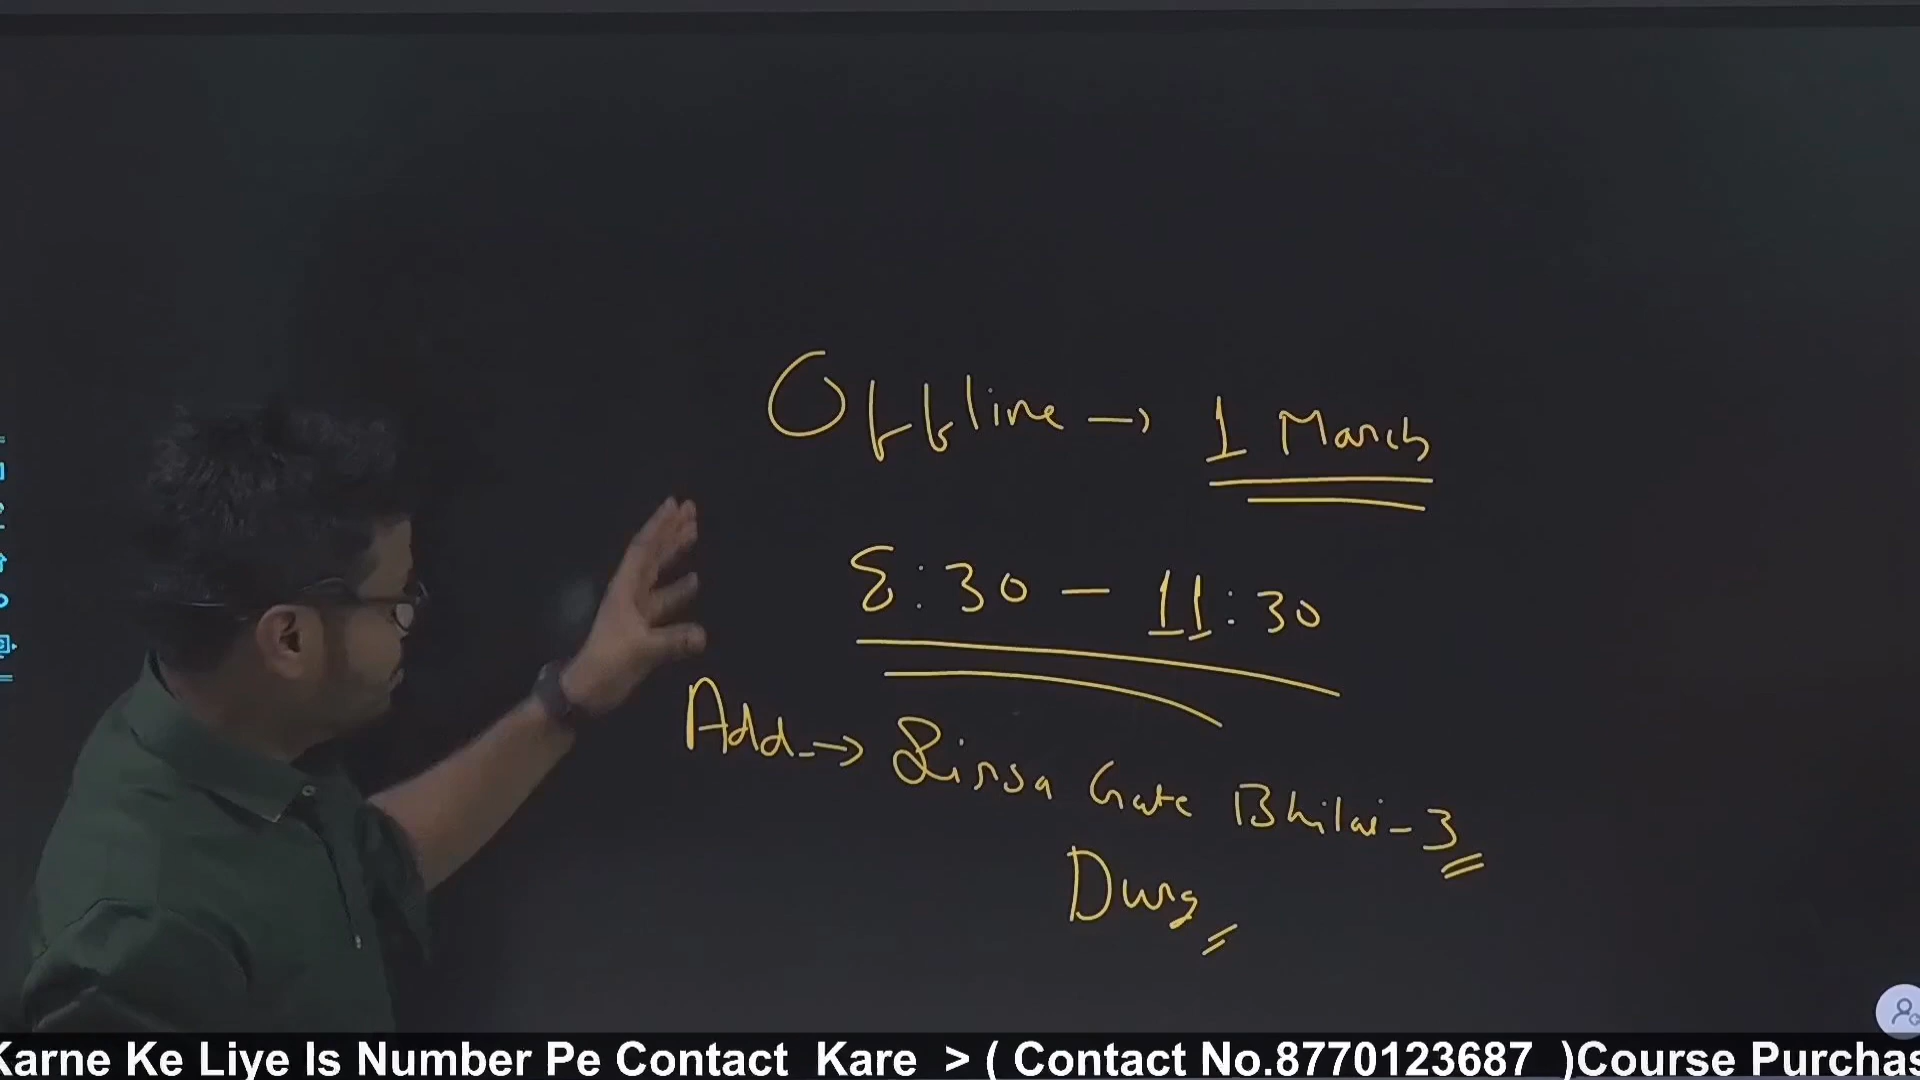 Offline → 1 March
8:30 - 11:30
Add → Sirsa Gate Bhilai-3
Durg
Karne Ke Liye Is Number Pe Contact Kare > ( Contact No.8770123687 )Course Purchas